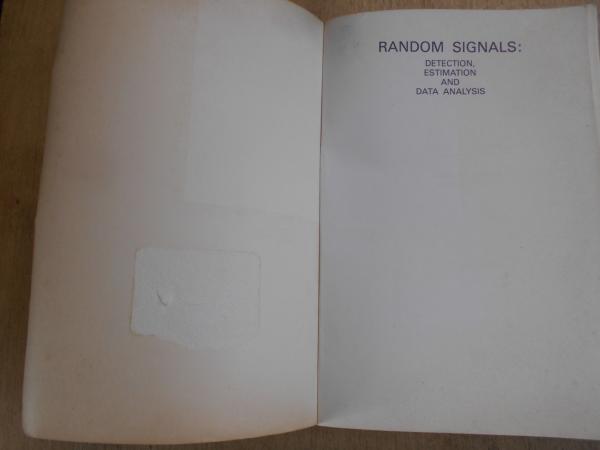 RANDOM SIGNALS:
DETECTION,
ESTIMATION
AND
DATA ANALYSIS